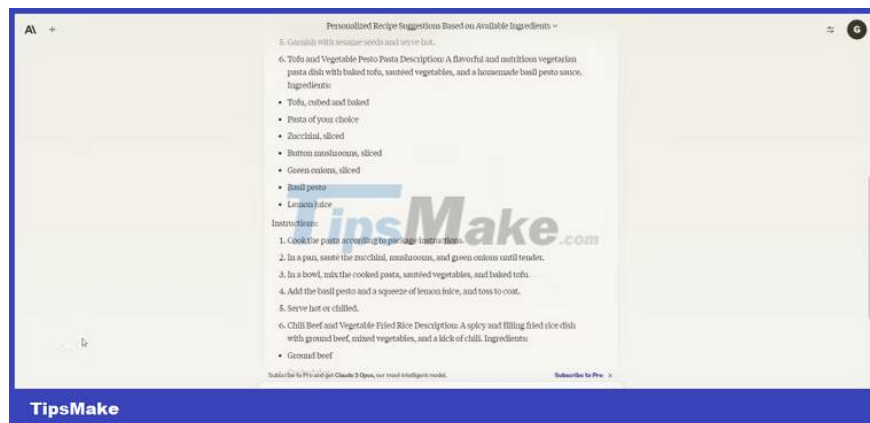 A\ +
Personalized Recipe Suggestions Based on Available Ingredients
G
5. Garnish with sesame seeds and serve hot.
6. Tofu and Vegetable Pesto Pasta Description: A flavorful and nutritious vegetarian
pasta dish with baked tofu, sautéed vegetables, and a homemade basil pesto sauce.
Ingredients:
• Tofu, cubed and baked
• Pasta of your choice
• Zucchini, sliced
• Button mushrooms, sliced
• Green onions, sliced
• Basil pesto
• Lemon juice
TipsMake.com
Instructions:
1. Cook the pasta according to package instructions.
2. In a pan, sauté the zucchini, mushrooms, and green onions until tender.
3. In a bowl, mix the cooked pasta, sautéed vegetables, and baked tofu.
4. Add the basil pesto and a squeeze of lemon juice, and toss to coat.
5. Serve hot or chilled.
6. Chili Beef and Vegetable Fried Rice Description: A spicy and filling fried rice dish
with ground beef, mixed vegetables, and a kick of chili. Ingredients:
• Ground beef
Subscribe to Pro and get Claude 3 Opus, our most intelligent model. Subscribe to Pro ×
TipsMake